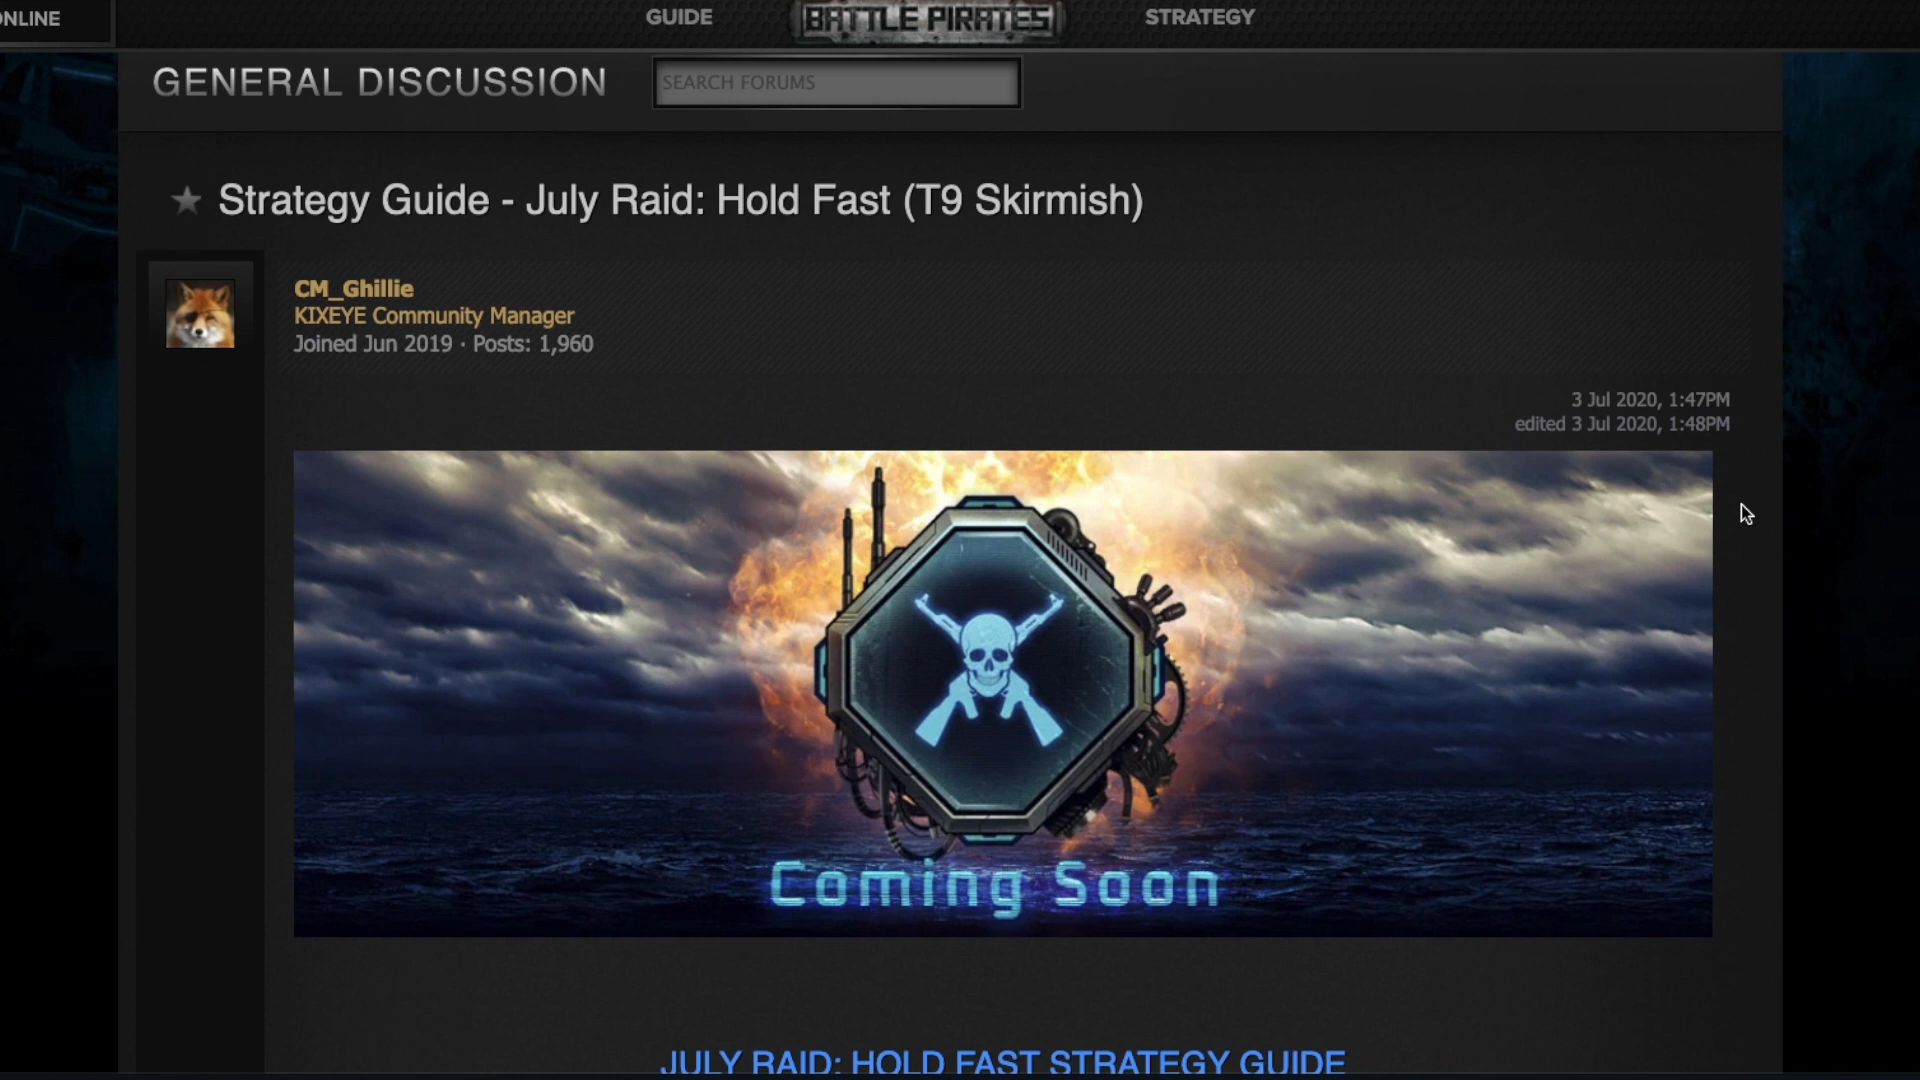 GUIDE
BATTLE PIRATES
STRATEGY
GENERAL DISCUSSION
SEARCH FORUMS
Strategy Guide - July Raid: Hold Fast (T9 Skirmish)
CM_Ghillie
KIXEYE Community Manager
Joined Jun 2019 · Posts: 1,960
3 Jul 2020, 1:47PM
edited 3 Jul 2020, 1:48PM
Coming Soon
JULY RAID: HOLD FAST STRATEGY GUIDE